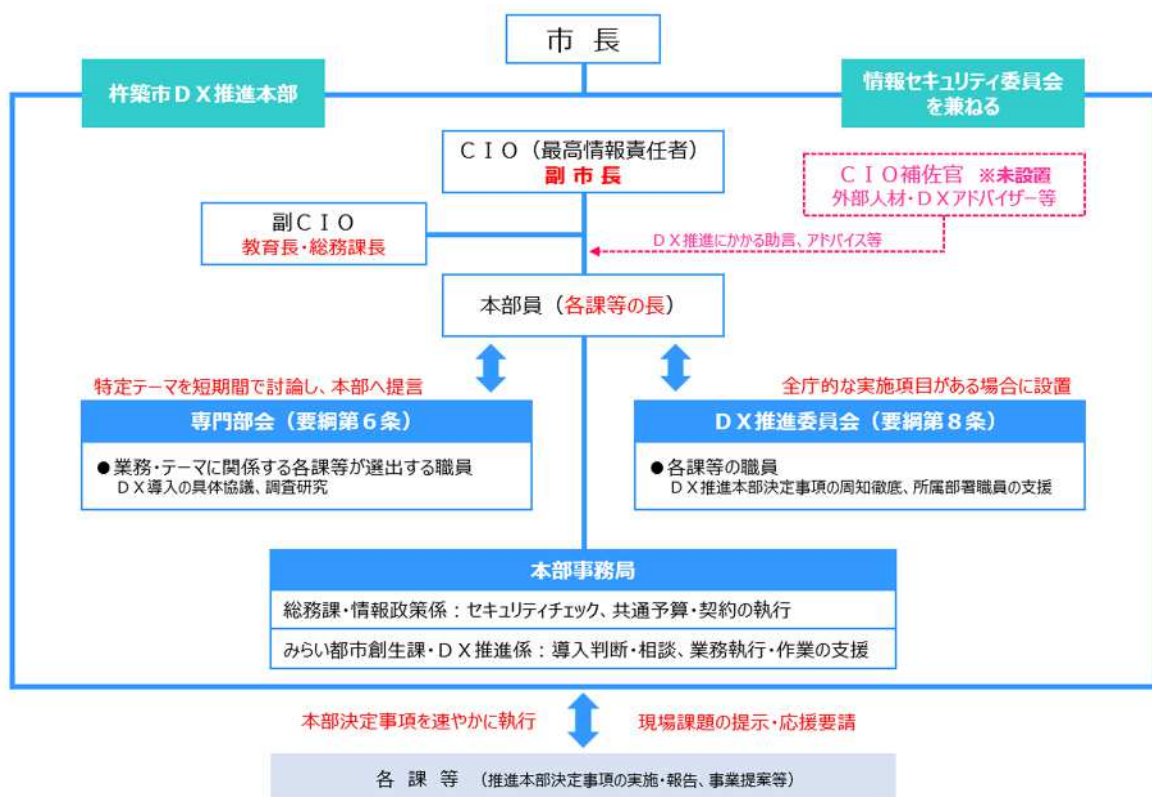 市 長
杵築市ＤＸ推進本部
情報セキュリティ委員会
を兼ねる
ＣＩＯ（最高情報責任者）
副 市 長
ＣＩＯ補佐官 ※未設置
外部人材・ＤＸアドバイザー等
副ＣＩＯ
教育長・総務課長
ＤＸ推進にかかる助言、アドバイス等
本部員（各課等の長）
特定テーマを短期間で討論し、本部へ提言
全庁的な実施項目がある場合に設置
専門部会（要綱第６条）
●業務・テーマに関係する各課等が選出する職員
ＤＸ導入の具体協議、調査研究
ＤＸ推進委員会（要綱第８条）
●各課等の職員
ＤＸ推進本部決定事項の周知徹底、所属部署職員の支援
本部事務局
総務課・情報政策係：セキュリティチェック、共通予算・契約の執行
みらい都市創生課・ＤＸ推進係：導入判断・相談、業務執行・作業の支援
本部決定事項を速やかに執行
現場課題の提示・応援要請
各 課 等 （推進本部決定事項の実施・報告、事業提案等）